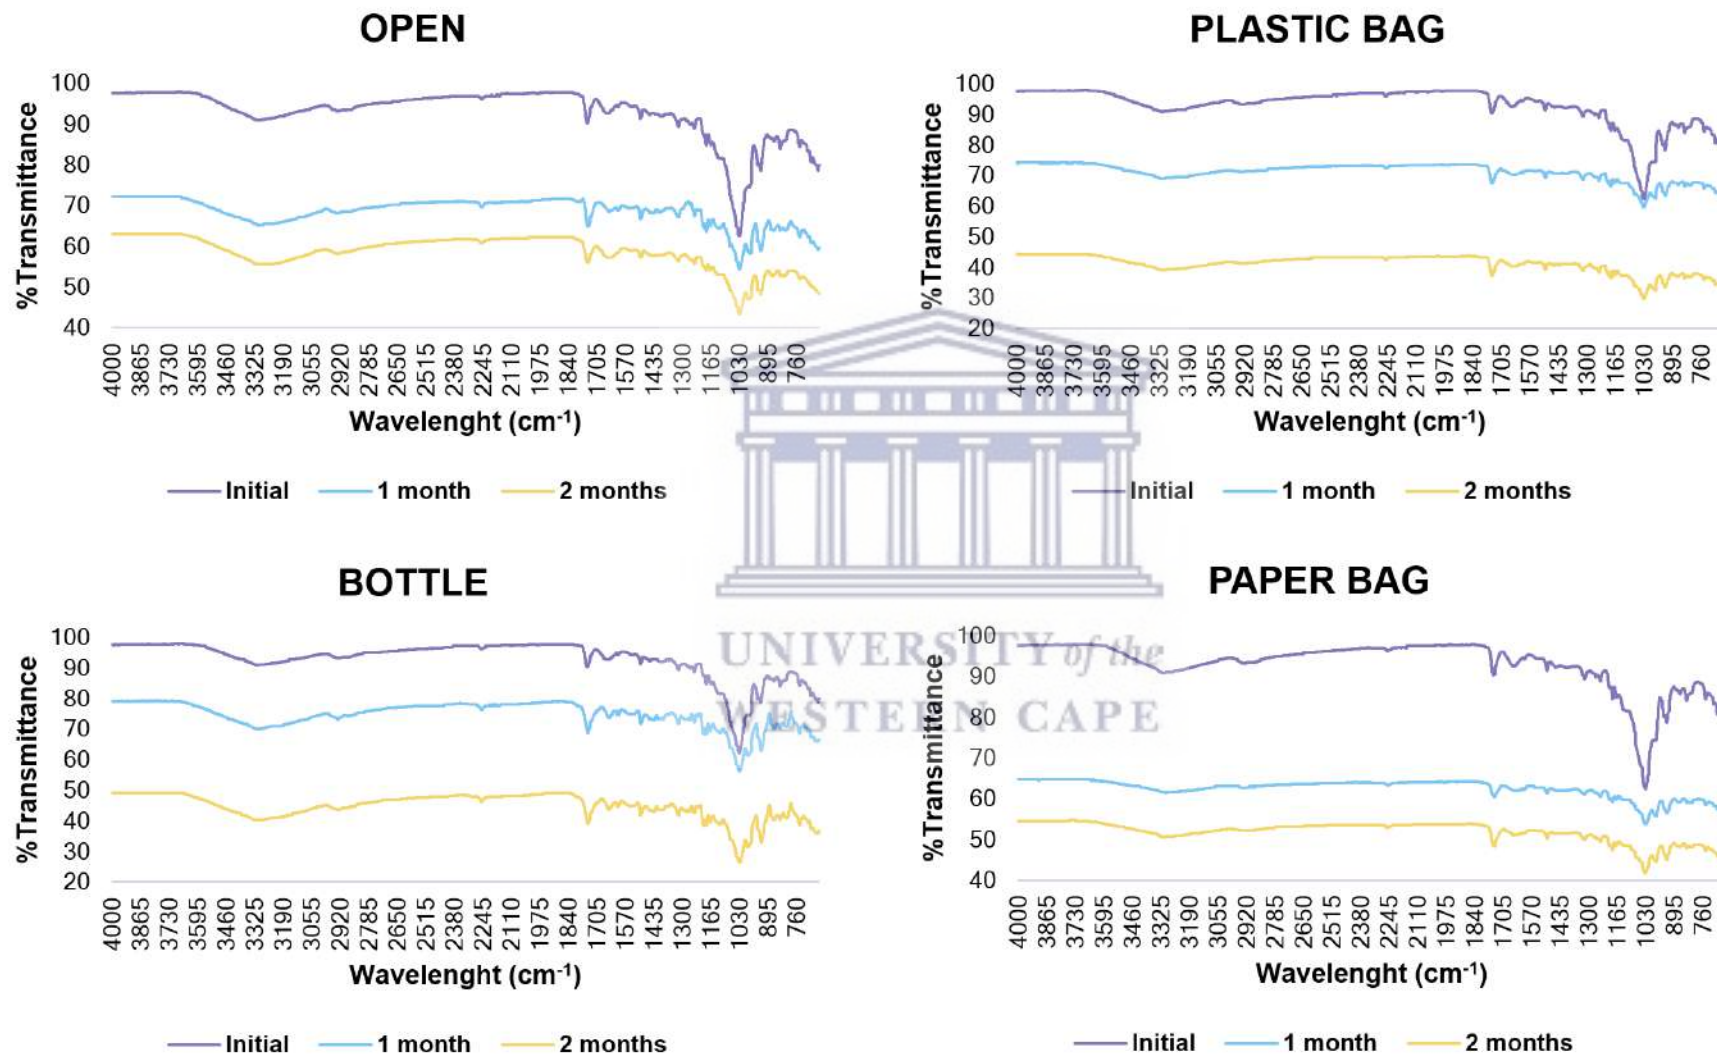 OPEN
%Transmittance
100
90
80
70
60
50
40
4000 3865 3730 3595 3460 3325 3190 3055 2920 2785 2650 2515 2380 2245 2110 1975 1840 1705 1570 1435 1300 1165 1030 895 760
Wavelenght (cm-1)
Initial 1 month 2 months
PLASTIC BAG
%Transmittance
100
90
80
70
60
50
40
30
20
4000 3865 3730 3595 3460 3325 3190 3055 2920 2785 2650 2515 2380 2245 2110 1975 1840 1705 1570 1435 1300 1165 1030 895 760
Wavelenght (cm-1)
Initial 1 month 2 months
BOTTLE
%Transmittance
100
90
80
70
60
50
40
30
20
4000 3865 3730 3595 3460 3325 3190 3055 2920 2785 2650 2515 2380 2245 2110 1975 1840 1705 1570 1435 1300 1165 1030 895 760
Wavelenght (cm-1)
Initial 1 month 2 months
PAPER BAG
%Transmittance
100
90
80
70
60
50
40
4000 3865 3730 3595 3460 3325 3190 3055 2920 2785 2650 2515 2380 2245 2110 1975 1840 1705 1570 1435 1300 1165 1030 895 760
Wavelenght (cm-1)
Initial 1 month 2 months
UNIVERSITY of the
WESTERN CAPE